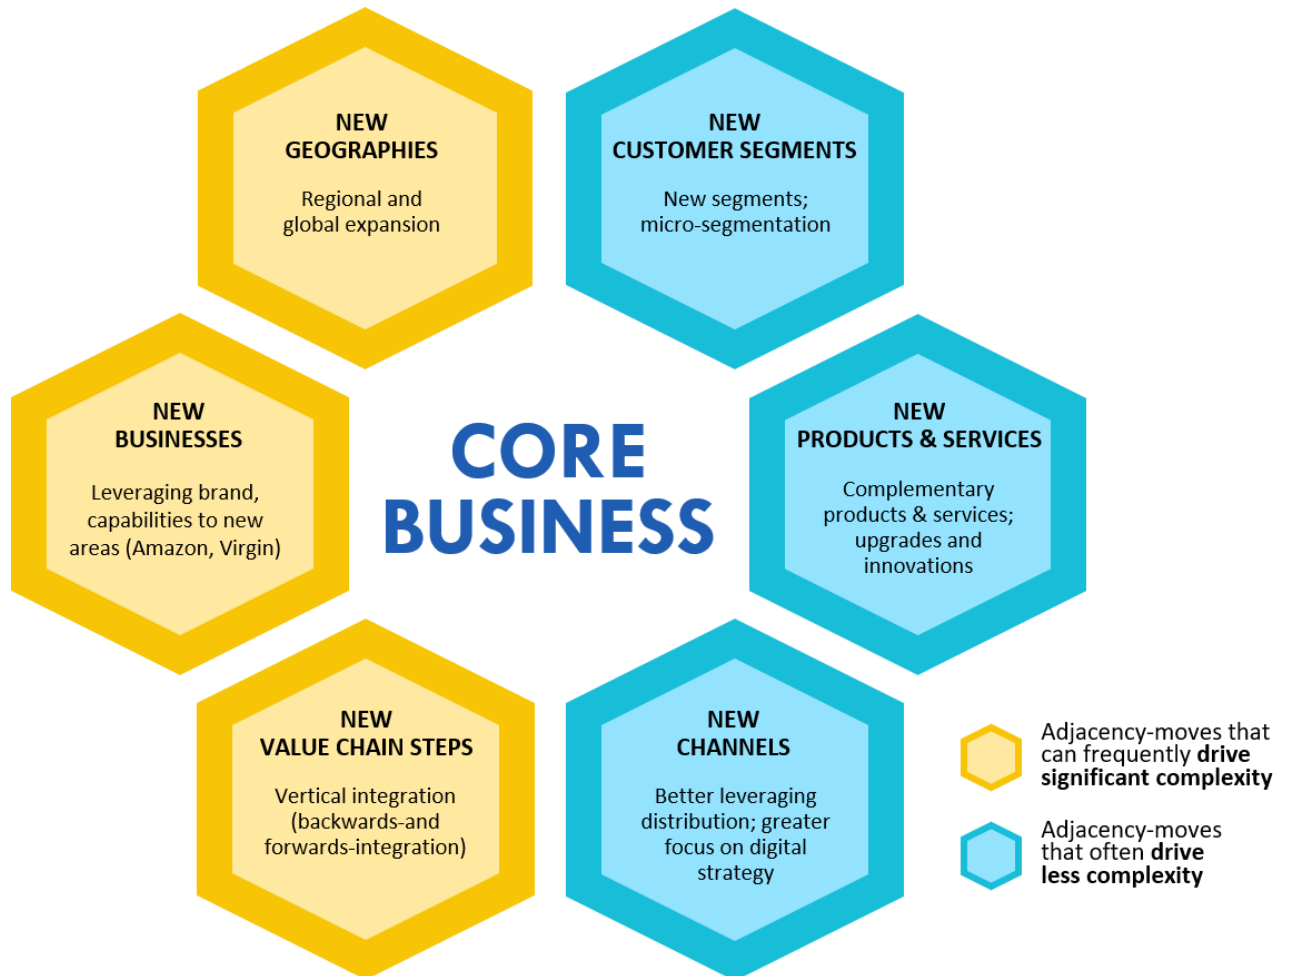 NEW
GEOGRAPHIES
Regional and
global expansion
NEW
CUSTOMER SEGMENTS
New segments;
micro-segmentation
NEW
BUSINESSES
Leveraging brand,
capabilities to new
areas (Amazon, Virgin)
CORE
BUSINESS
NEW
PRODUCTS & SERVICES
Complementary
products & services;
upgrades and
innovations
NEW
VALUE CHAIN STEPS
Vertical integration
(backwards-and
forwards-integration)
NEW
CHANNELS
Better leveraging
distribution; greater
focus on digital
strategy
Adjacency-moves that
can frequently drive
significant complexity
Adjacency-moves
that often drive
less complexity